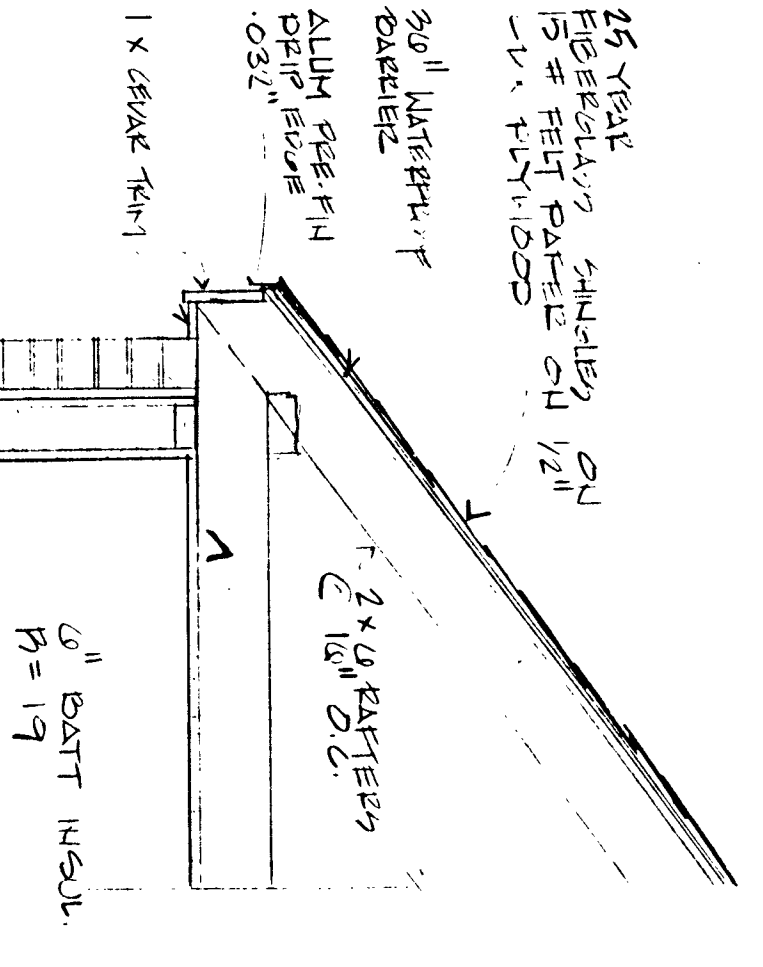 25 YEAR
FIBERGLASS SHINGLES ON
15 # FELT PAPER ON 1/2"
PLYWOOD
36" WATERPROOF
BARRIER
ALUM PRE-FIN
DRIP EDGE
.032"
1 X CEDAR TRIM
2 x 6 RAFTERS
@ 16" O.C.
6" BATT INSUL.
R = 19